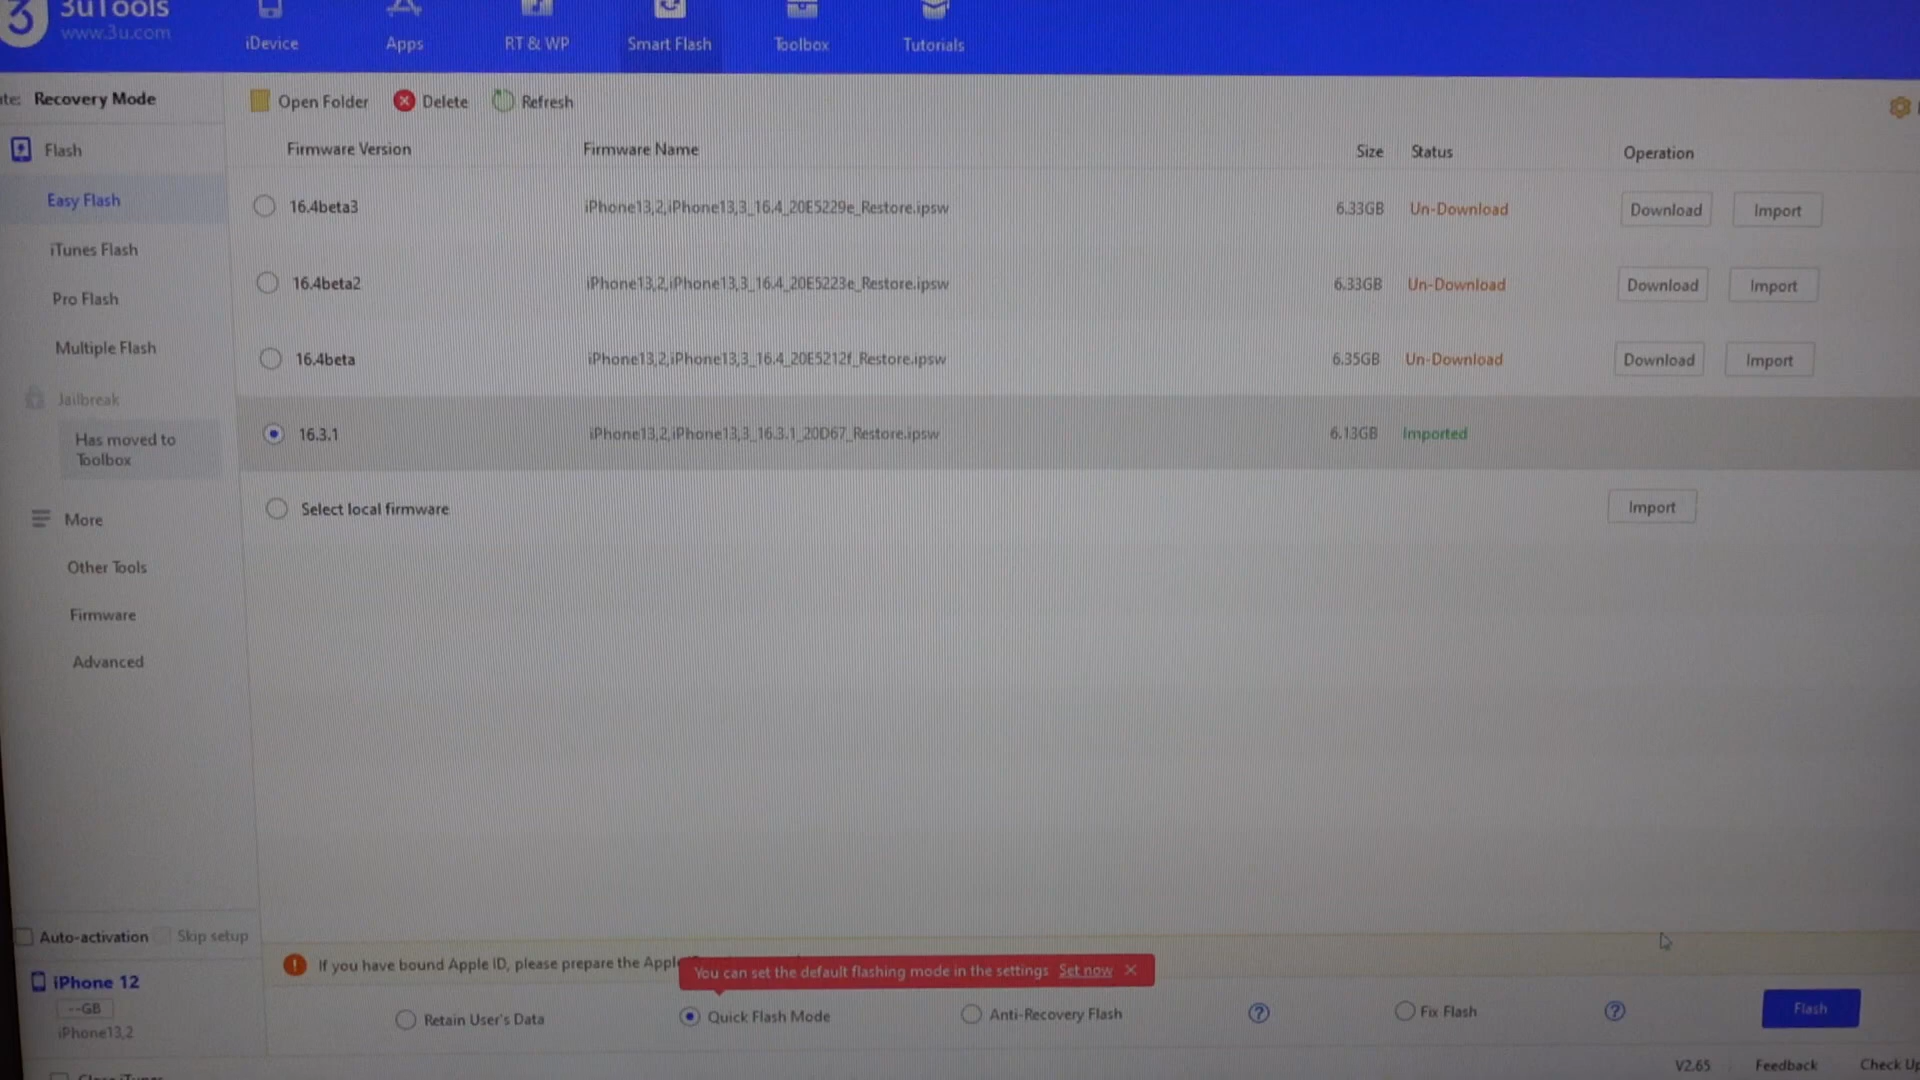 3uTools
www.3u.com
iDevice
Apps
RT & WP
Smart Flash
Toolbox
Tutorials
Recovery Mode
Open Folder
Delete
Refresh
Flash
Easy Flash
iTunes Flash
Pro Flash
Multiple Flash
Jailbreak
Has moved to
Toolbox
More
Other Tools
Firmware
Advanced
Firmware Version Firmware Name Size Status Operation
16.4beta3 iPhone13,2,iPhone13,3_16.4_20E5229e_Restore.ipsw 6.33GB Un-Download Download Import
16.4beta2 iPhone13,2,iPhone13,3_16.4_20E5223e_Restore.ipsw 6.33GB Un-Download Download Import
16.4beta iPhone13,2,iPhone13,3_16.4_20E5212f_Restore.ipsw 6.35GB Un-Download Download Import
16.3.1 iPhone13,2,iPhone13,3_16.3.1_20D67_Restore.ipsw 6.13GB Imported
Select local firmware Import
Auto-activation Skip setup
iPhone 12
--GB
iPhone13,2
If you have bound Apple ID, please prepare the Apple
You can set the default flashing mode in the settings Set now
Retain User's Data Quick Flash Mode Anti-Recovery Flash ? Fix Flash ? Flash
V2.65 Feedback Check